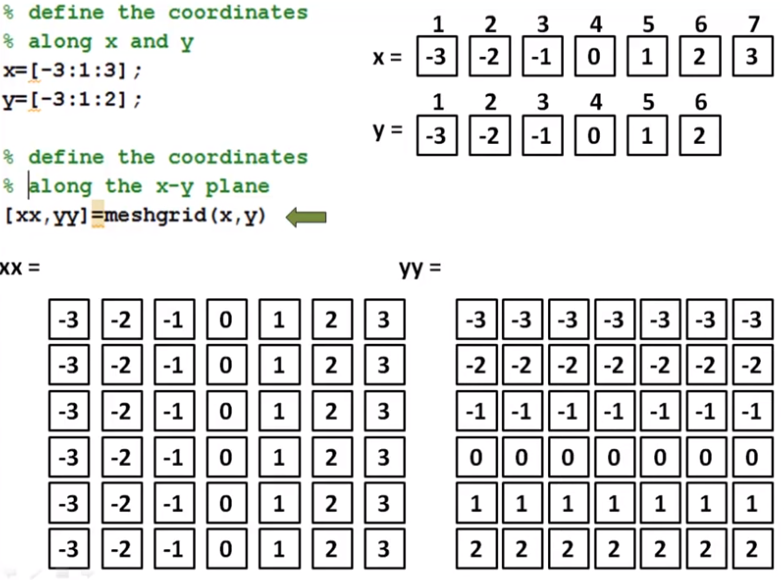 % define the coordinates
% along x and y
x=[-3:1:3];
y=[-3:1:2];
% define the coordinates
% along the x-y plane
[xx,yy]=meshgrid(x,y)
1 2 3 4 5 6 7
x = -3 -2 -1 0 1 2 3
1 2 3 4 5 6
y = -3 -2 -1 0 1 2
xx =
-3 -2 -1 0 1 2 3
-3 -2 -1 0 1 2 3
-3 -2 -1 0 1 2 3
-3 -2 -1 0 1 2 3
-3 -2 -1 0 1 2 3
-3 -2 -1 0 1 2 3
yy =
-3 -3 -3 -3 -3 -3 -3
-2 -2 -2 -2 -2 -2 -2
-1 -1 -1 -1 -1 -1 -1
0 0 0 0 0 0 0
1 1 1 1 1 1 1
2 2 2 2 2 2 2